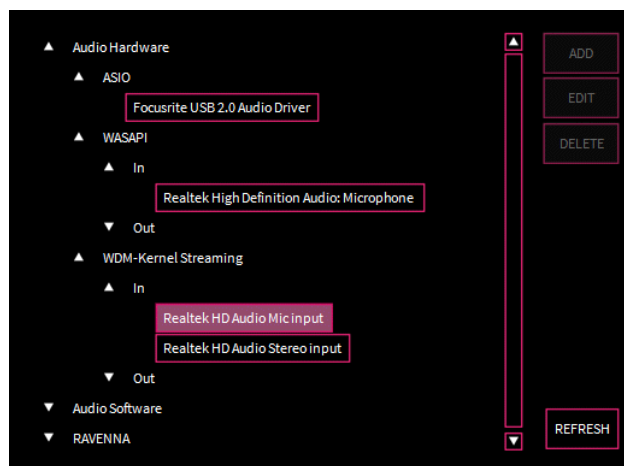 Audio Hardware
ADD
ASIO
EDIT
Focusrite USB 2.0 Audio Driver
WASAPI
DELETE
In
Realtek High Definition Audio: Microphone
Out
WDM-Kernel Streaming
In
Realtek HD Audio Mic input
Realtek HD Audio Stereo input
Out
Audio Software
RAVENNA
REFRESH